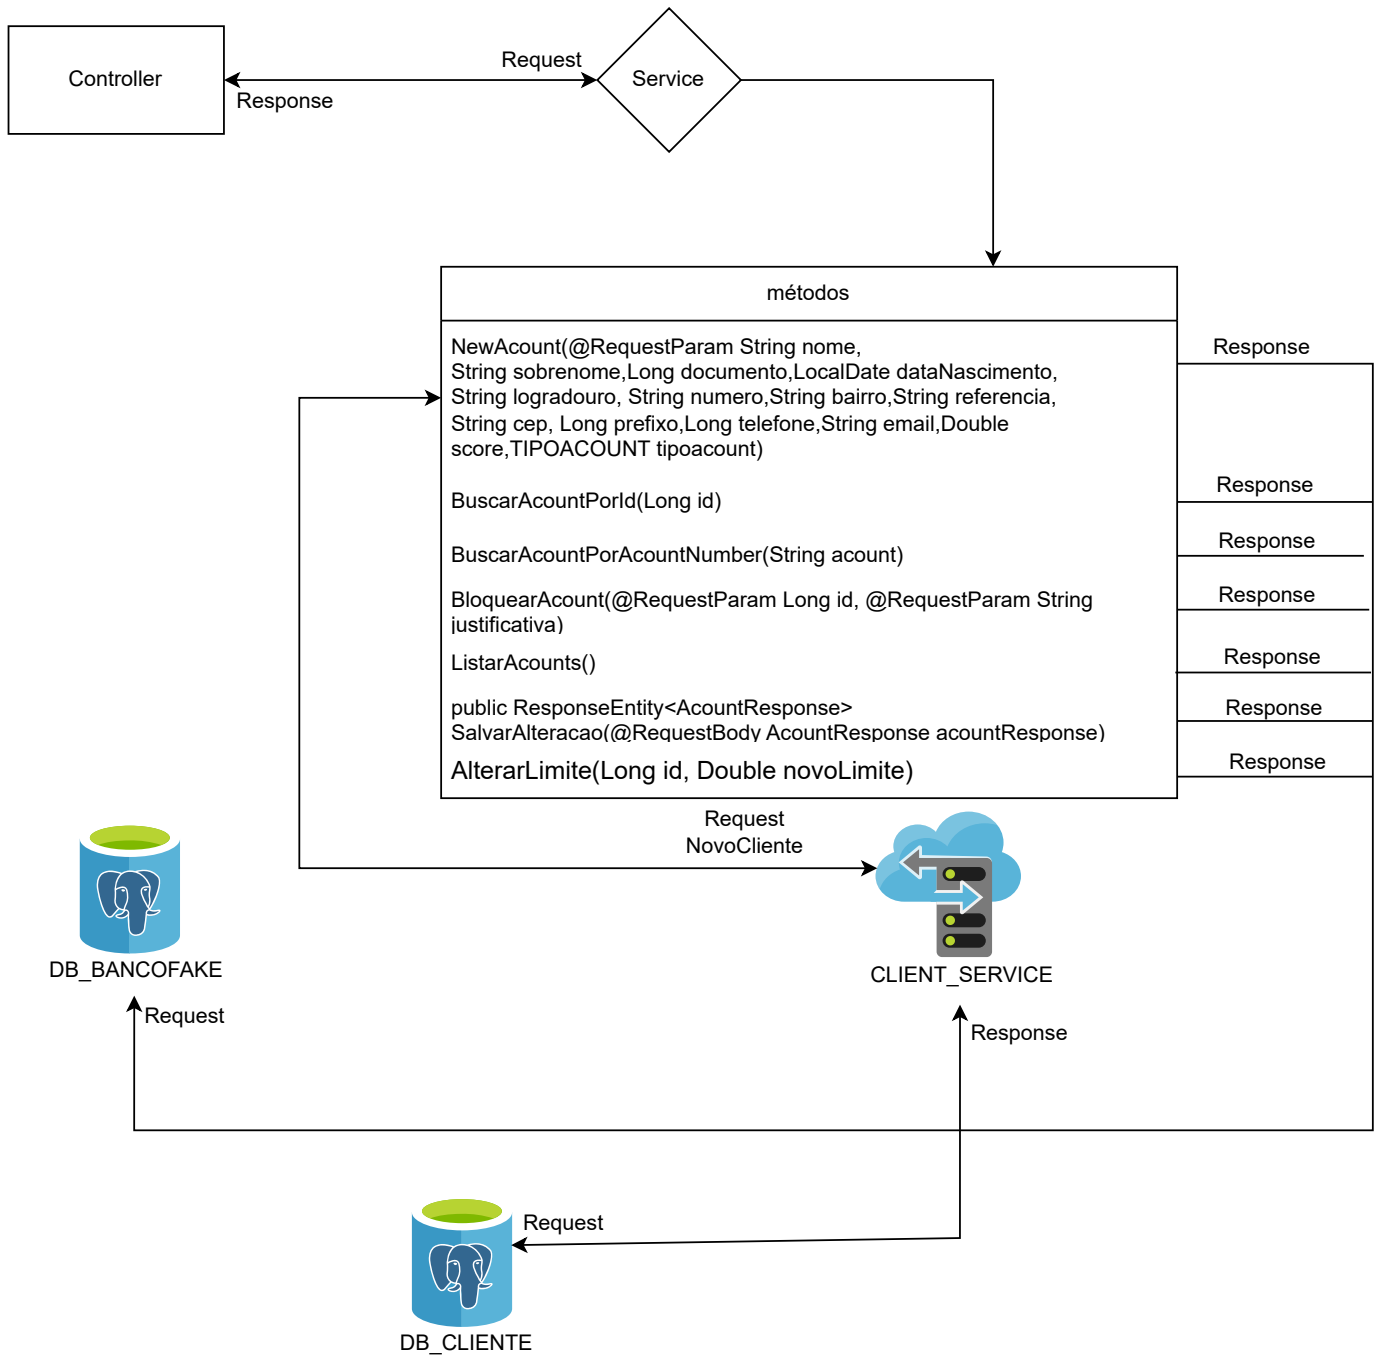 Controller
Request
Response
Service
métodos
NewAcount(@RequestParam String nome,
String sobrenome,Long documento,LocalDate dataNascimento,
String logradouro, String numero,String bairro,String referencia,
String cep, Long prefixo,Long telefone,String email,Double
score,TIPOACOUNT tipoacount)
Response
BuscarAcountPorId(Long id)
Response
BuscarAcountPorAcountNumber(String acount)
Response
BloquearAcount(@RequestParam Long id, @RequestParam String
justificativa)
Response
ListarAcounts()
Response
public ResponseEntity<AcountResponse>
SalvarAlteracao(@RequestBody AcountResponse acountResponse)
Response
AlterarLimite(Long id, Double novoLimite)
Response
Request
NovoCliente
DB_BANCOFAKE
CLIENT_SERVICE
Request
Response
Request
DB_CLIENTE